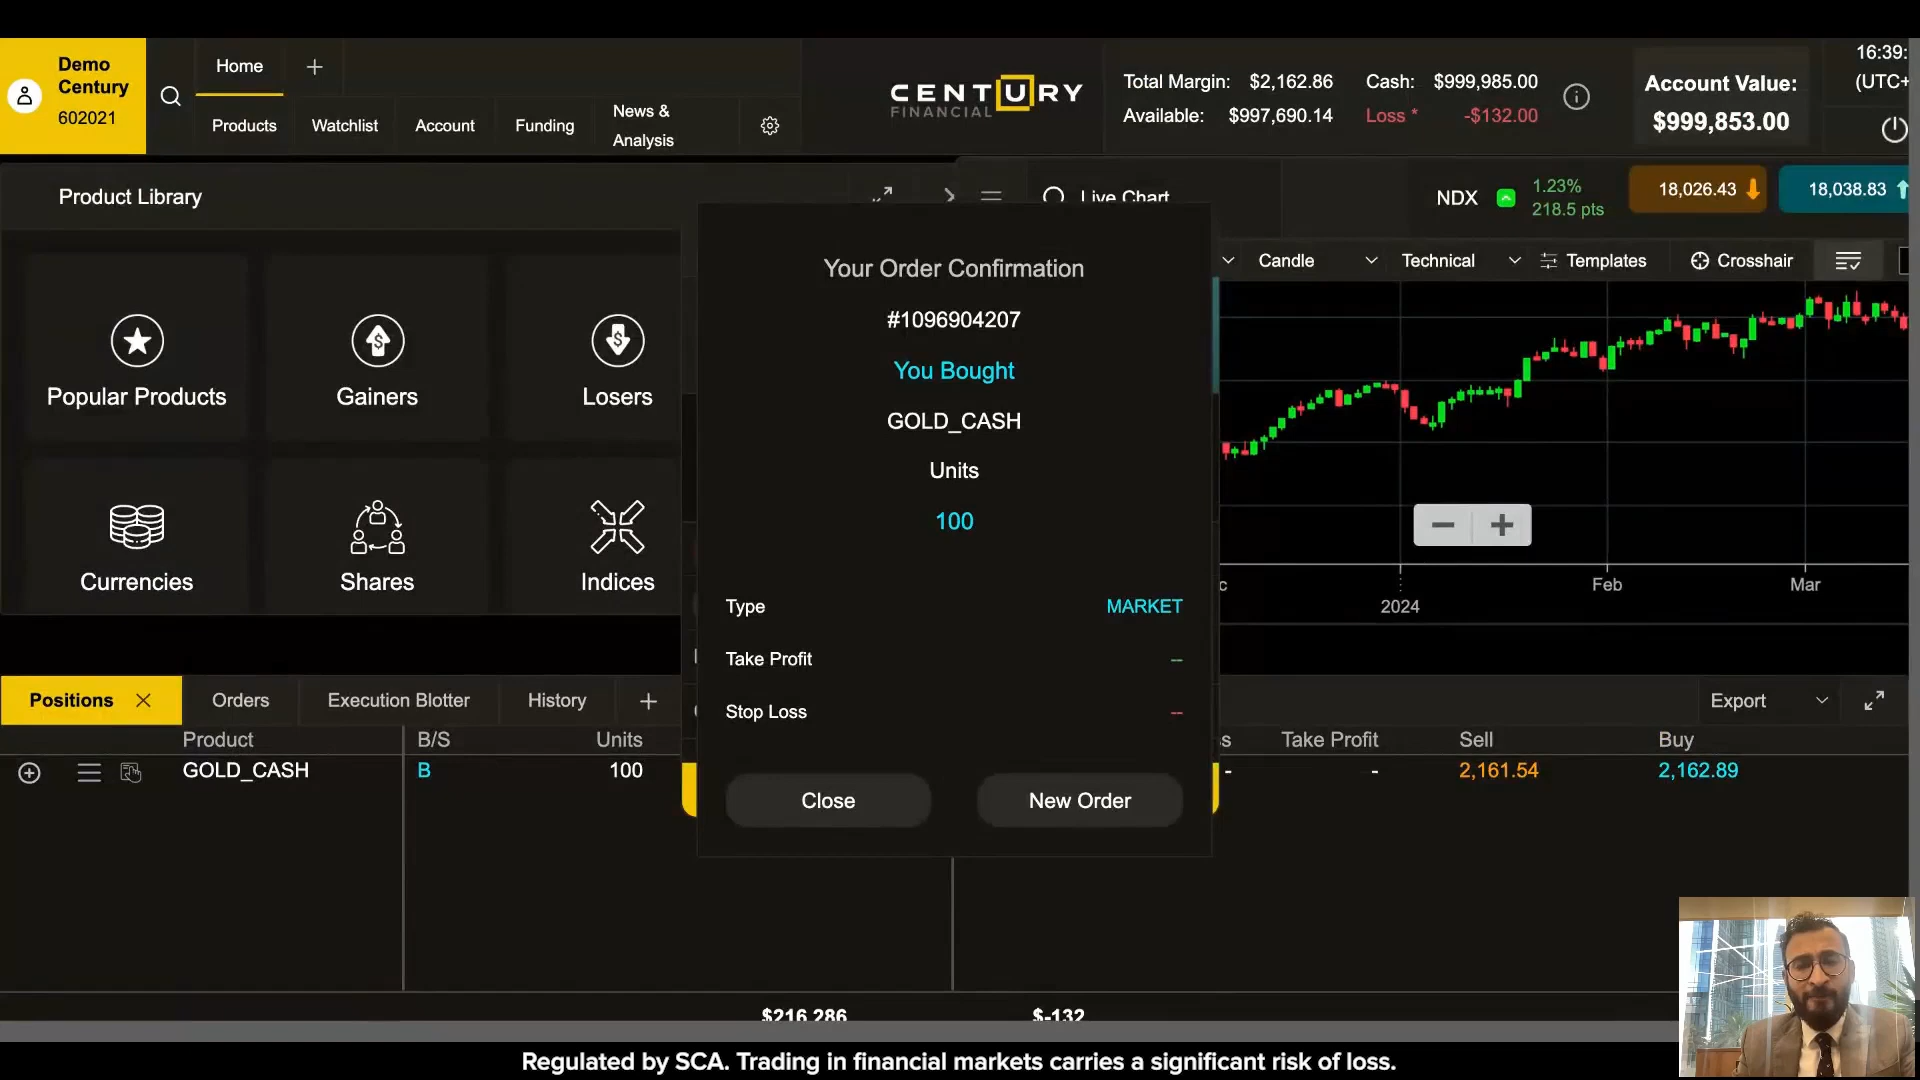 Demo
Century
602021
Home
Products
Watchlist
Account
Funding
News &
Analysis
CENTURY
FINANCIAL
Total Margin: $2,162.86
Available: $997,690.14
Cash: $999,985.00
Loss * -$132.00
Account Value:
$999,853.00
16:39:
(UTC+
Product Library
Live Chart
NDX
1.23%
218.5 pts
18,026.43
18,038.83
Candle
Technical
Templates
Crosshair
Popular Products
Gainers
Losers
Currencies
Shares
Indices
Your Order Confirmation
#1096904207
You Bought
GOLD_CASH
Units
100
Type MARKET
Take Profit --
Stop Loss --
Close
New Order
2024
Feb
Mar
Positions
Orders
Execution Blotter
History
Export
Product
B/S
Units
Take Profit
Sell
Buy
GOLD_CASH
B
100
-
-
2,161.54
2,162.89
$216,286
$-132
Regulated by SCA. Trading in financial markets carries a significant risk of loss.